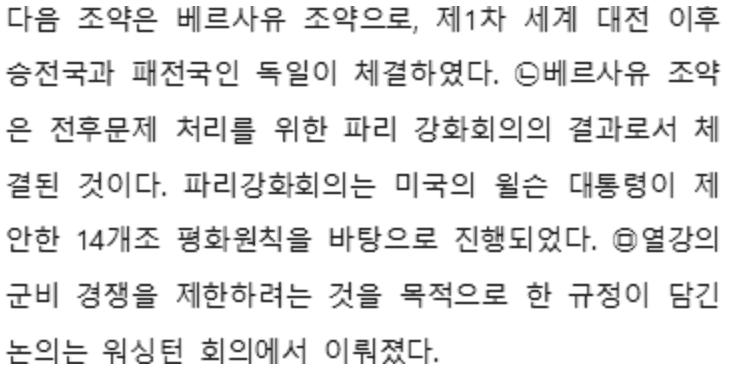 다음 조약은 베르사유 조약으로, 제1차 세계 대전 이후
승전국과 패전국인 독일이 체결하였다. ㉡베르사유 조약
은 전후문제 처리를 위한 파리 강화회의의 결과로서 체
결된 것이다. 파리강화회의는 미국의 윌슨 대통령이 제
안한 14개조 평화원칙을 바탕으로 진행되었다. ㉤열강의
군비 경쟁을 제한하려는 것을 목적으로 한 규정이 담긴
논의는 워싱턴 회의에서 이뤄졌다.